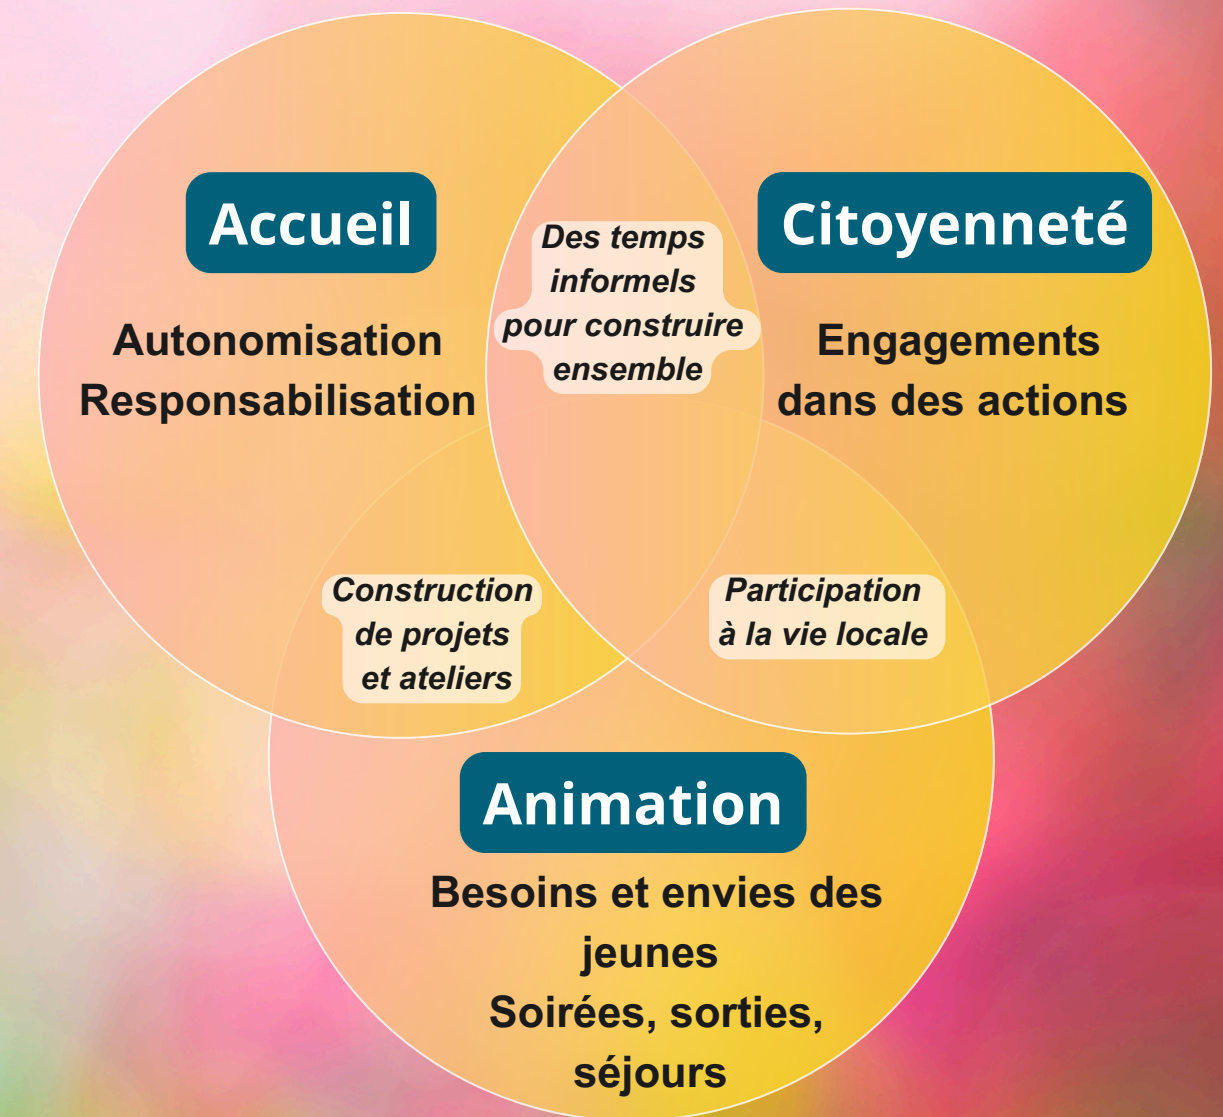 Accueil
Autonomisation
Responsabilisation
Des temps
informels
pour construire
ensemble
Citoyenneté
Engagements
dans des actions
Construction
de projets
et ateliers
Participation
à la vie locale
Animation
Besoins et envies des
jeunes
Soirées, sorties,
séjours